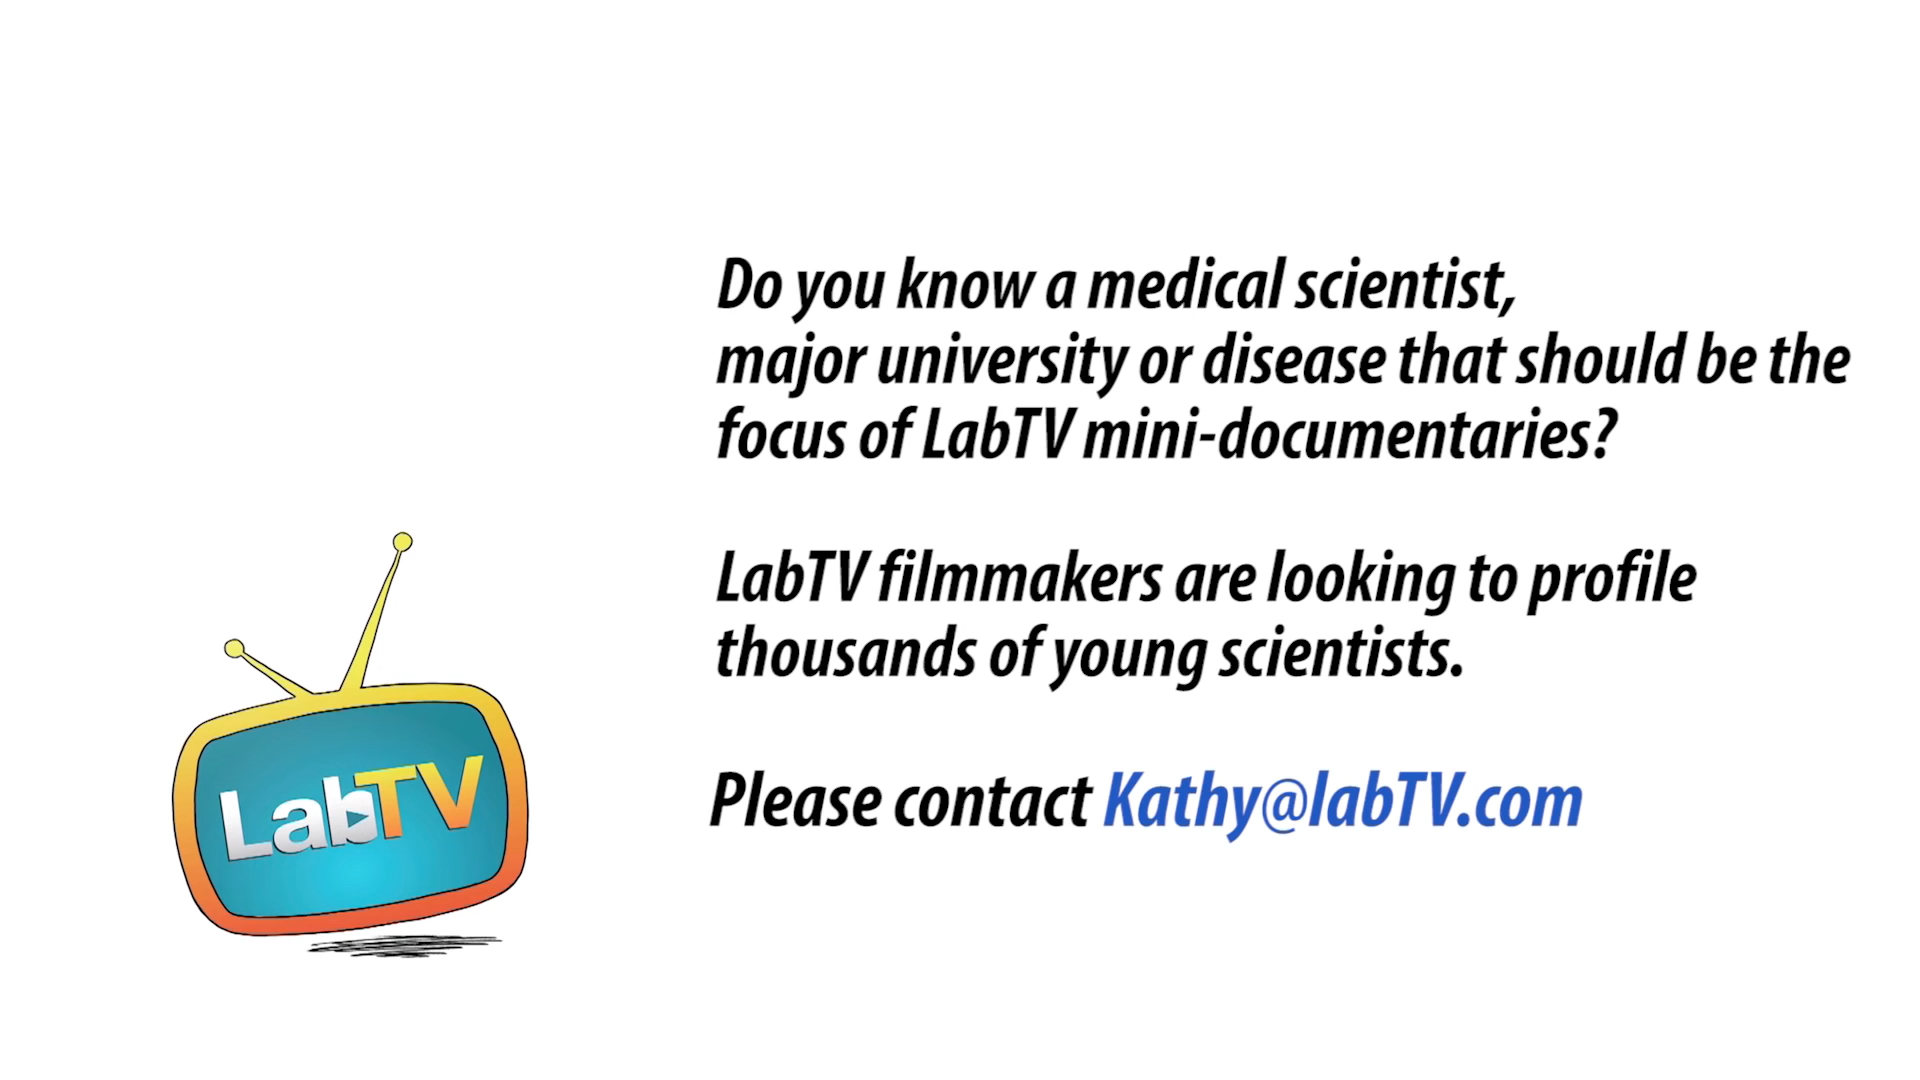 Do you know a medical scientist,
major university or disease that should be the
focus of LabTV mini-documentaries?
LabTV filmmakers are looking to profile
thousands of young scientists.
LabTV
Please contact Kathy@labTV.com